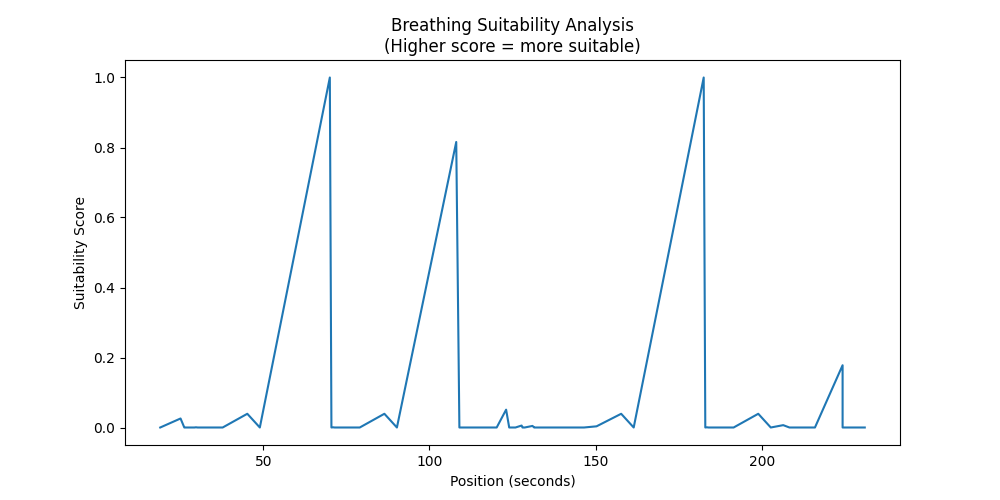 Breathing Suitability Analysis
(Higher score = more suitable)
1.0
0.8
0.6
0.4
0.2
0.0
Suitability Score
50
100
150
200
Position (seconds)